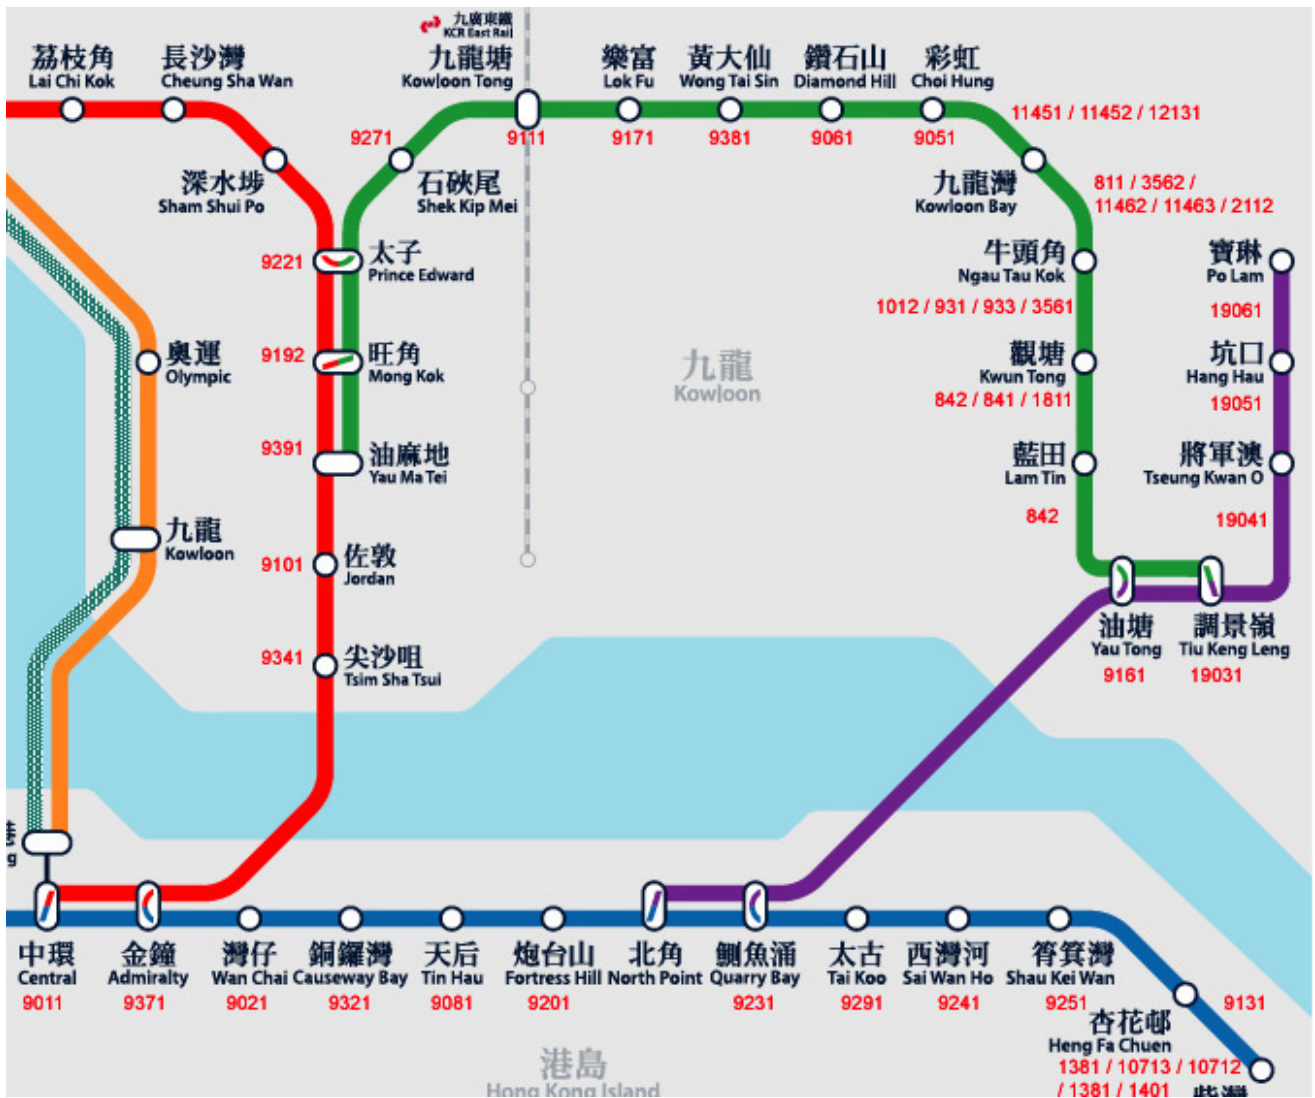 九廣東鐵
KCR East Rail
荔枝角
Lai Chi Kok
長沙灣
Cheung Sha Wan
九龍塘
Kowloon Tong
樂富
Lok Fu
黃大仙
Wong Tai Sin
鑽石山
Diamond Hill
彩虹
Choi Hung
11451 / 11452 / 12131
9271
9111
9171
9381
9061
9051
深水埗
Sham Shui Po
石硤尾
Shek Kip Mei
九龍灣
Kowloon Bay
811 / 3562 /
11462 / 11463 / 2112
9221
太子
Prince Edward
牛頭角
Ngau Tau Kok
寶琳
Po Lam
1012 / 931 / 933 / 3561
19061
奧運
Olympic
9192
旺角
Mong Kok
九龍
Kowloon
觀塘
Kwun Tong
坑口
Hang Hau
842 / 841 / 1811
19051
9391
油麻地
Yau Ma Tei
藍田
Lam Tin
將軍澳
Tseung Kwan O
842
19041
九龍
Kowloon
9101
佐敦
Jordan
油塘
Yau Tong
9161
調景嶺
Tiu Keng Leng
19031
9341
尖沙咀
Tsim Sha Tsui
g
中環
Central
9011
金鐘
Admiralty
9371
灣仔
Wan Chai
9021
銅鑼灣
Causeway Bay
9321
天后
Tin Hau
9081
炮台山
Fortress Hill
9201
北角
North Point
鰂魚涌
Quarry Bay
9231
太古
Tai Koo
9291
西灣河
Sai Wan Ho
9241
筲箕灣
Shau Kei Wan
9251
9131
杏花邨
Heng Fa Chuen
1381 / 10713 / 10712
/ 1381 / 1401
柴灣
港島
Hong Kong Island